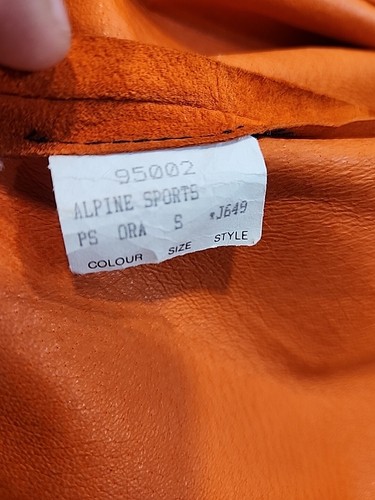 95002
ALPINE SPORTS
PS ORA S *J649
COLOUR SIZE STYLE